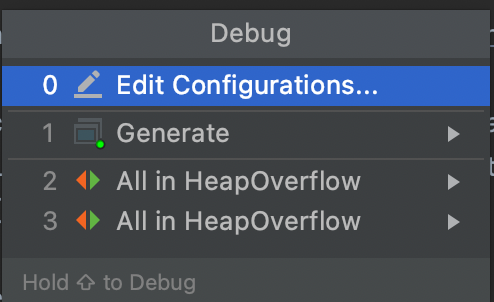 Debug
0 Edit Configurations...
1 Generate
2 All in HeapOverflow
3 All in HeapOverflow
Hold ⇧ to Debug